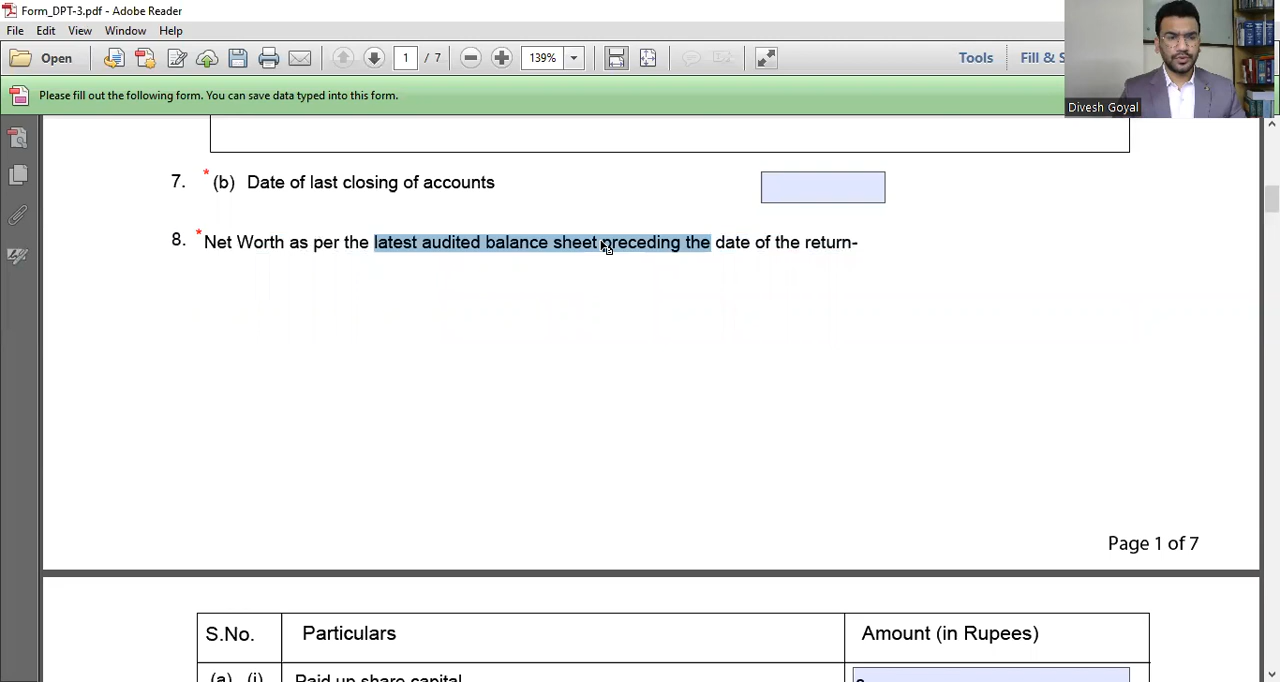 Form_DPT-3.pdf - Adobe Reader
File Edit View Window Help
Open 1 / 7 139% Tools Fill & S
Please fill out the following form. You can save data typed into this form.
Divesh Goyal
7. * (b) Date of last closing of accounts
8. * Net Worth as per the latest audited balance sheet preceding the date of the return-
Page 1 of 7
S.No. Particulars Amount (in Rupees)
(a) (i) Paid up share capital